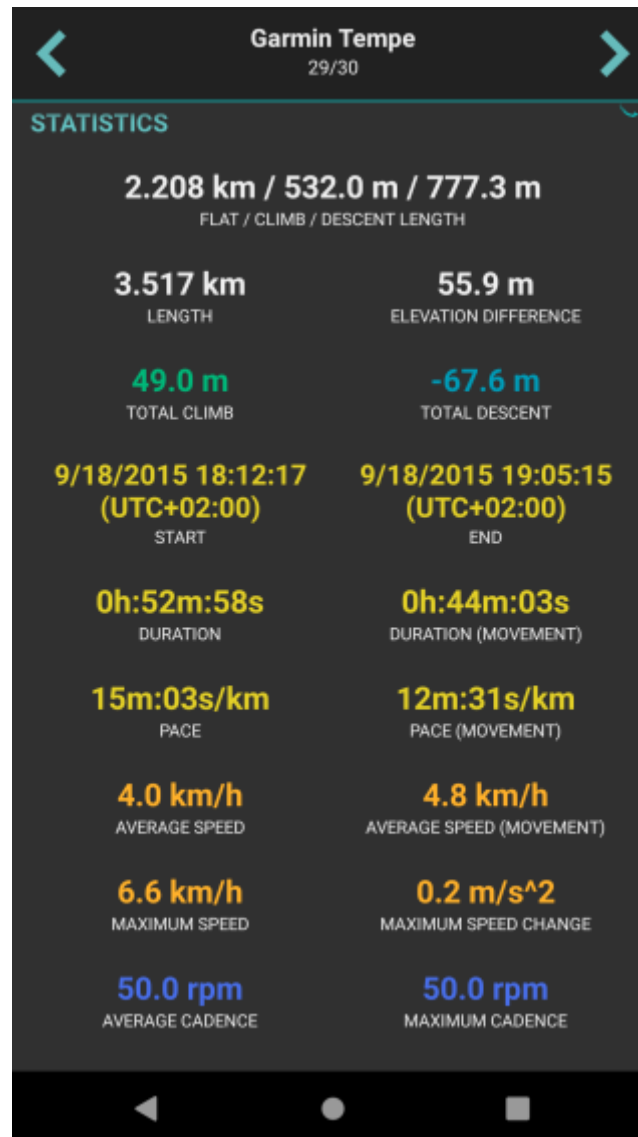 Garmin Tempe
29/30
STATISTICS
2.208 km / 532.0 m / 777.3 m
FLAT / CLIMB / DESCENT LENGTH
3.517 km
LENGTH
55.9 m
ELEVATION DIFFERENCE
49.0 m
TOTAL CLIMB
-67.6 m
TOTAL DESCENT
9/18/2015 18:12:17
(UTC+02:00)
START
9/18/2015 19:05:15
(UTC+02:00)
END
0h:52m:58s
DURATION
0h:44m:03s
DURATION (MOVEMENT)
15m:03s/km
PACE
12m:31s/km
PACE (MOVEMENT)
4.0 km/h
AVERAGE SPEED
4.8 km/h
AVERAGE SPEED (MOVEMENT)
6.6 km/h
MAXIMUM SPEED
0.2 m/s^2
MAXIMUM SPEED CHANGE
50.0 rpm
AVERAGE CADENCE
50.0 rpm
MAXIMUM CADENCE